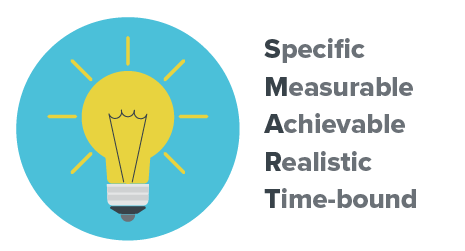 Specific
Measurable
Achievable
Realistic
Time-bound